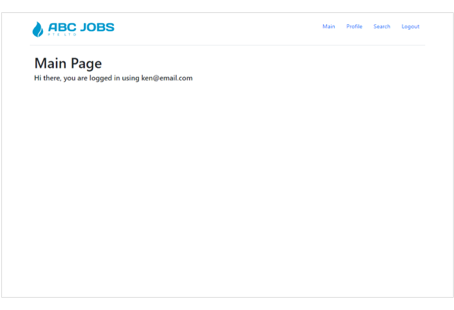 ABC JOBS
PTE LTD
Main Profile Search Logout
Main Page
Hi there, you are logged in using ken@email.com